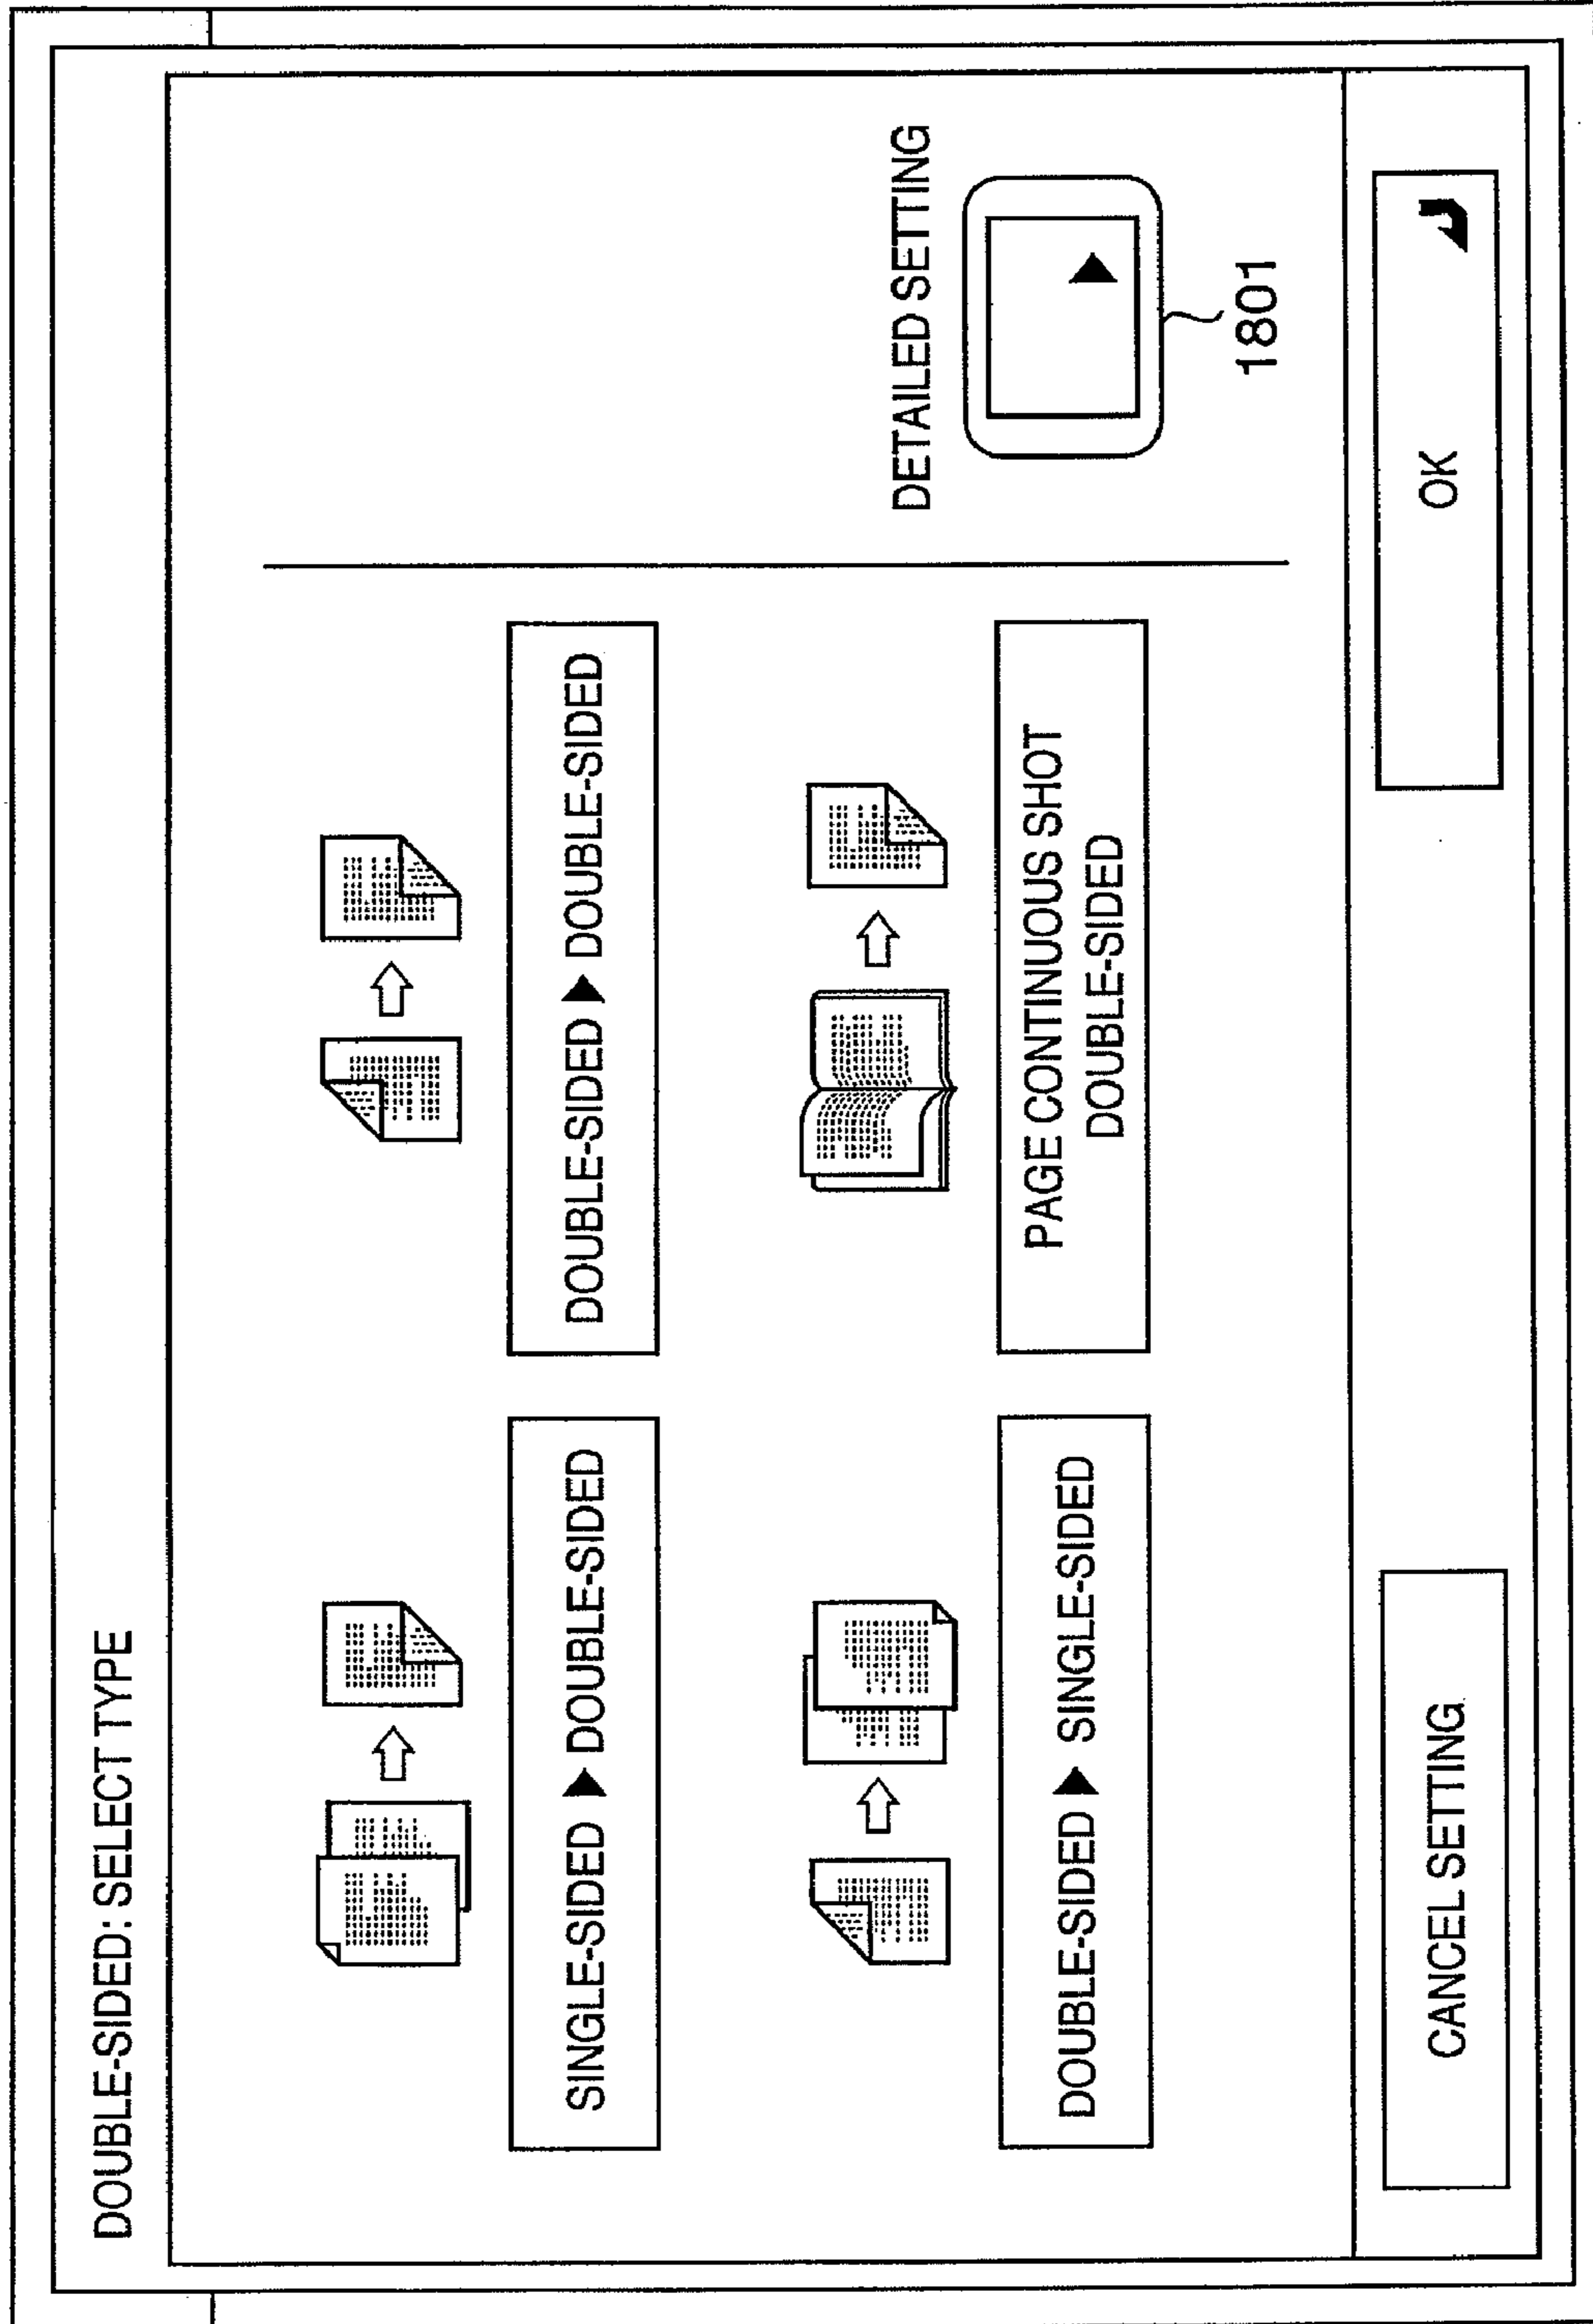 DOUBLE-SIDED: SELECT TYPE
SINGLE-SIDED ▶ DOUBLE-SIDED
DOUBLE-SIDED ▶ DOUBLE-SIDED
DOUBLE-SIDED ▶ SINGLE-SIDED
PAGE CONTINUOUS SHOT
DOUBLE-SIDED
DETAILED SETTING
1801
CANCEL SETTING
OK